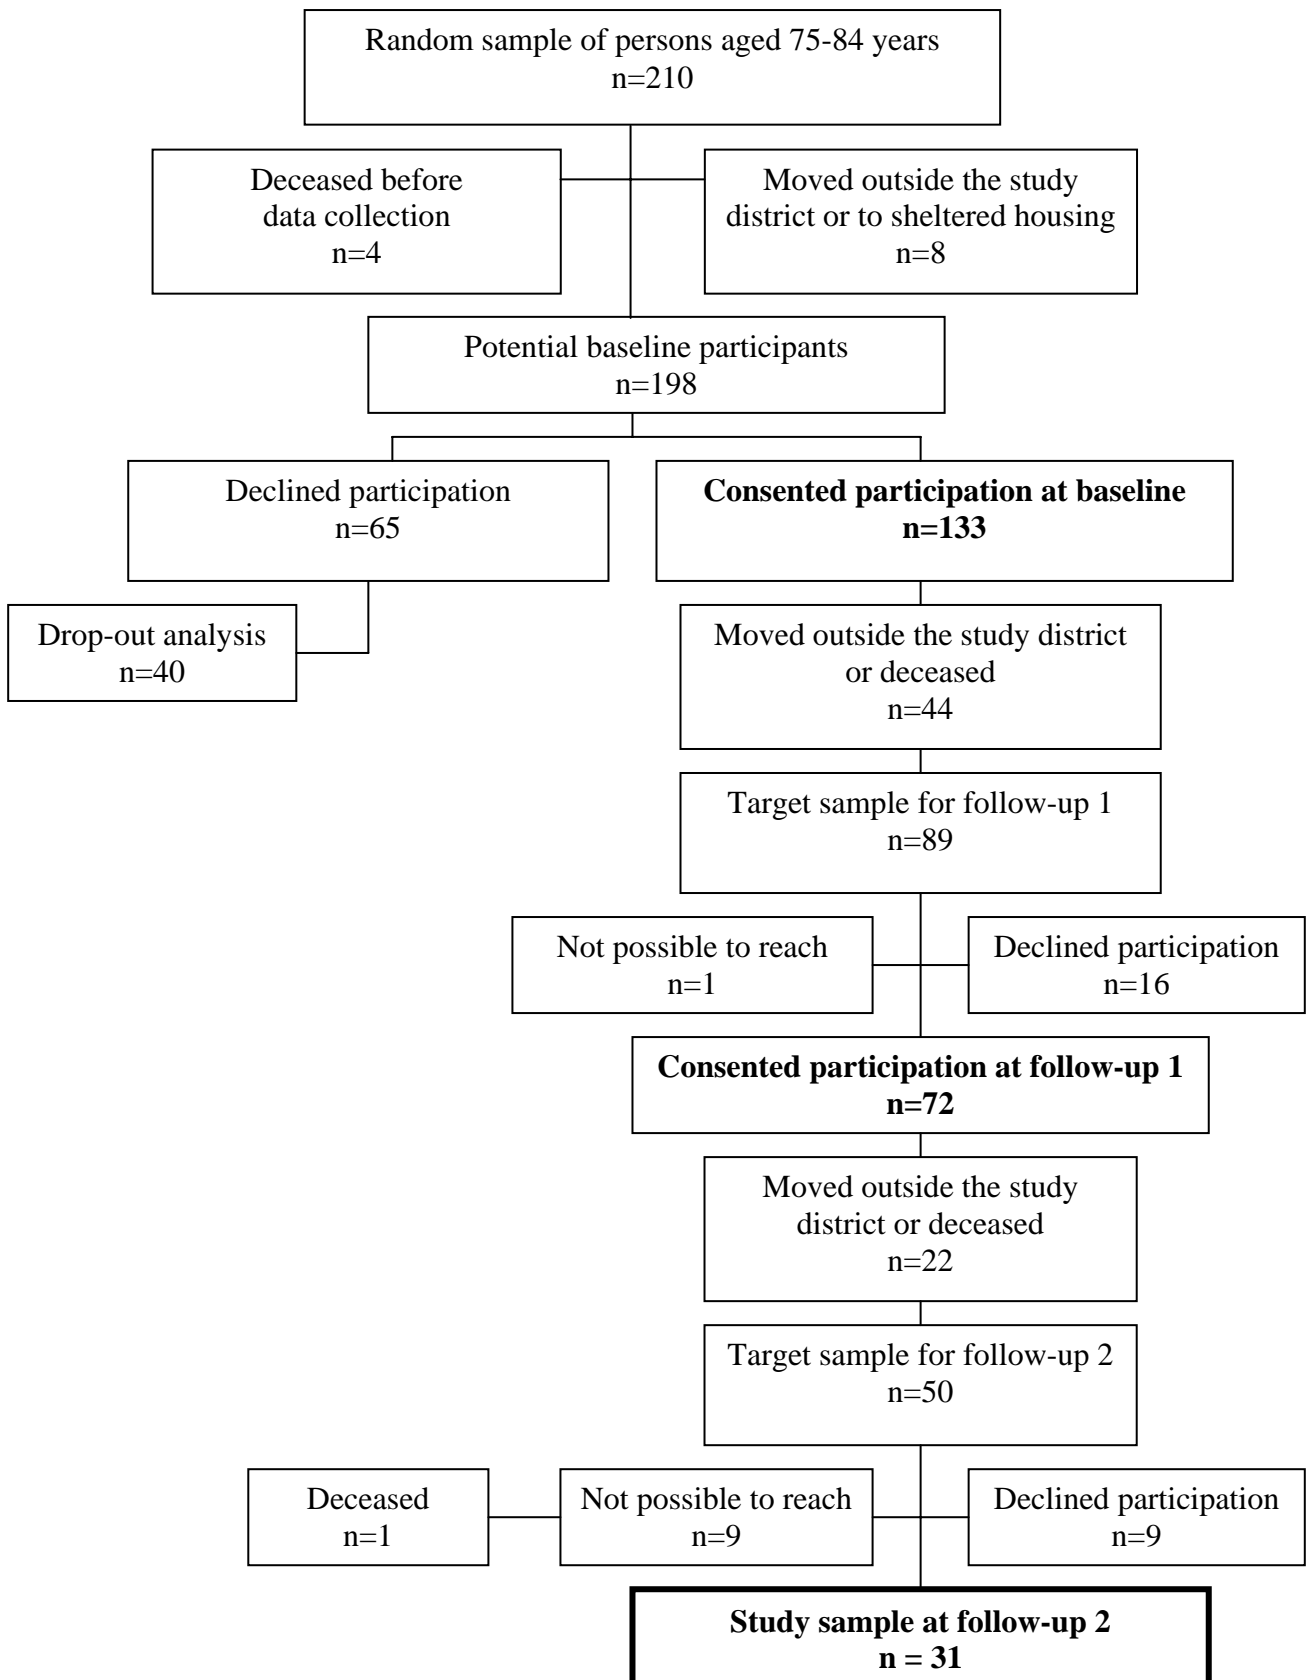 Random sample of persons aged 75-84 years
n=210
Deceased before
data collection
n=4
Moved outside the study
district or to sheltered housing
n=8
Potential baseline participants
n=198
Declined participation
n=65
Consented participation at baseline
n=133
Drop-out analysis
n=40
Moved outside the study district
or deceased
n=44
Target sample for follow-up 1
n=89
Not possible to reach
n=1
Declined participation
n=16
Consented participation at follow-up 1
n=72
Moved outside the study
district or deceased
n=22
Target sample for follow-up 2
n=50
Deceased
n=1
Not possible to reach
n=9
Declined participation
n=9
Study sample at follow-up 2
n = 31